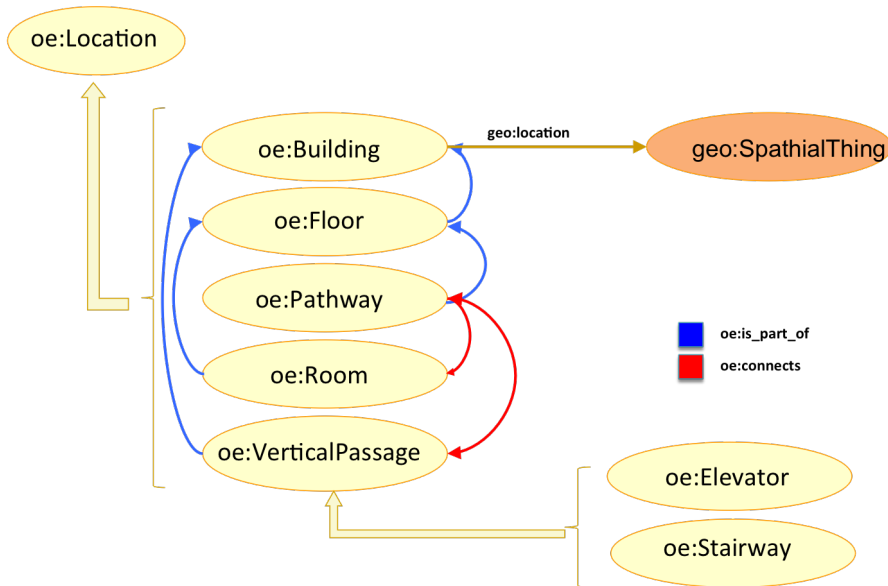 oe:Location
oe:Building
geo:location
geo:SpathialThing
oe:Floor
oe:Pathway
oe:is_part_of
oe:connects
oe:Room
oe:VerticalPassage
oe:Elevator
oe:Stairway